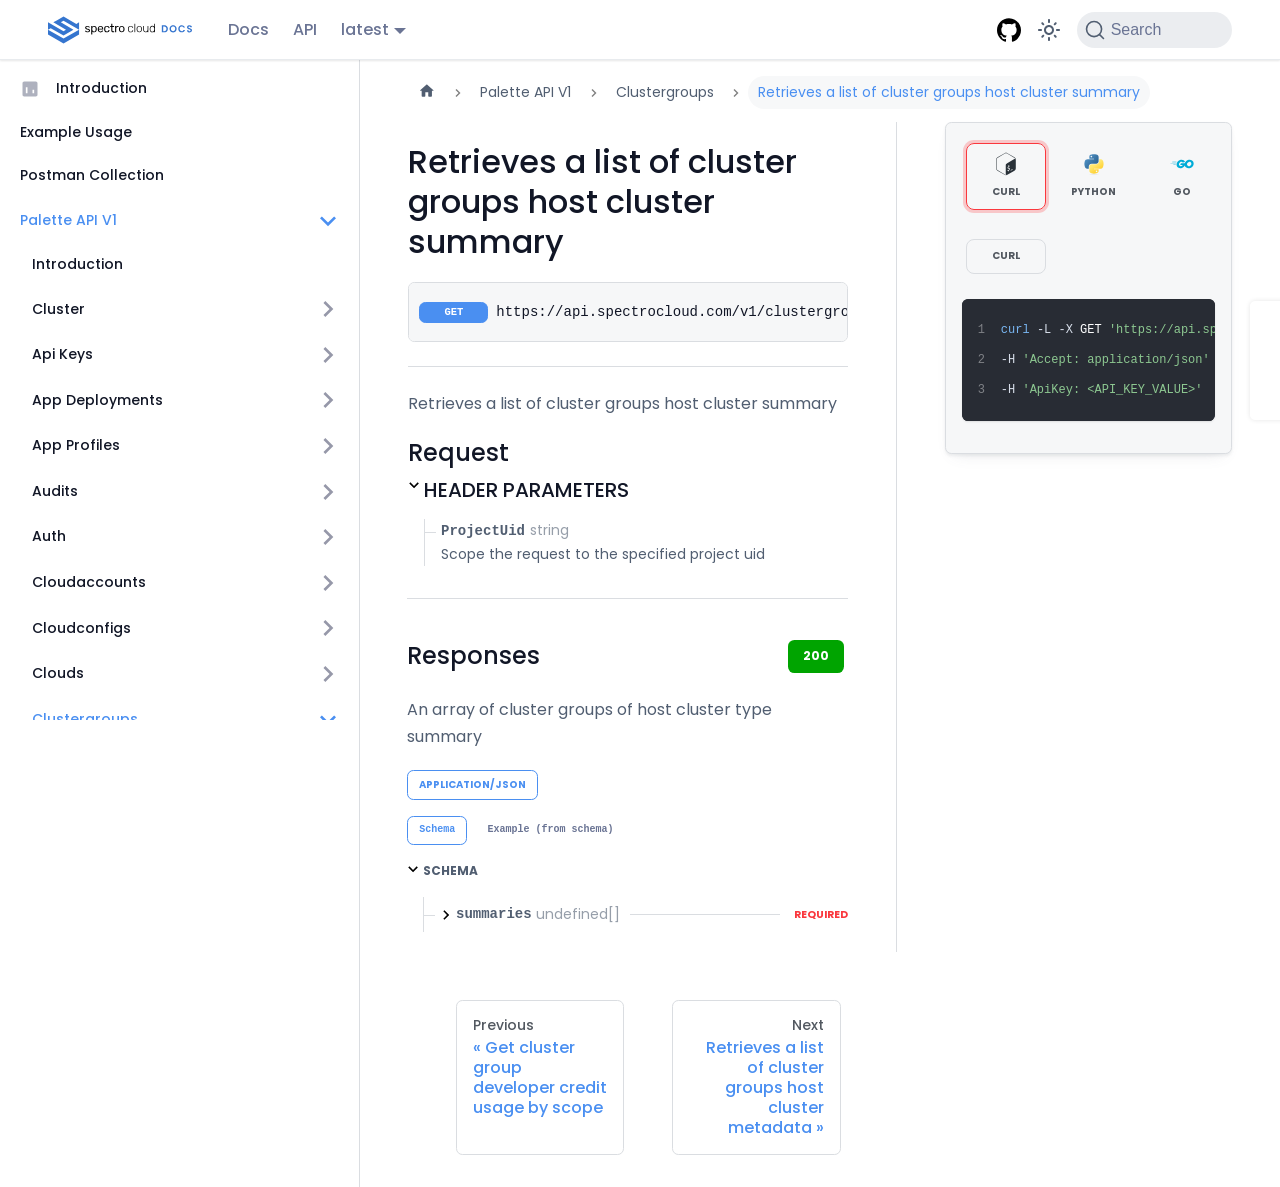 spectro cloud DOCS
Docs
API
latest
Search
Introduction
Example Usage
Postman Collection
Palette API V1
Introduction
Cluster
Api Keys
App Deployments
App Profiles
Audits
Auth
Cloudaccounts
Cloudconfigs
Clouds
Clustergroups
Palette API V1
Clustergroups
Retrieves a list of cluster groups host cluster summary
Retrieves a list of cluster
groups host cluster
summary
GET https://api.spectrocloud.com/v1/clustergro
Retrieves a list of cluster groups host cluster summary
Request
HEADER PARAMETERS
ProjectUid string
Scope the request to the specified project uid
Responses
200
An array of cluster groups of host cluster type
summary
APPLICATION/JSON
Schema
Example (from schema)
SCHEMA
summaries undefined[]
REQUIRED
CURL
PYTHON
GO
CURL
1 curl -L -X GET 'https://api.sp
2 -H 'Accept: application/json'
3 -H 'ApiKey: <API_KEY_VALUE>'
Previous
« Get cluster
group
developer credit
usage by scope
Next
Retrieves a list
of cluster
groups host
cluster
metadata »